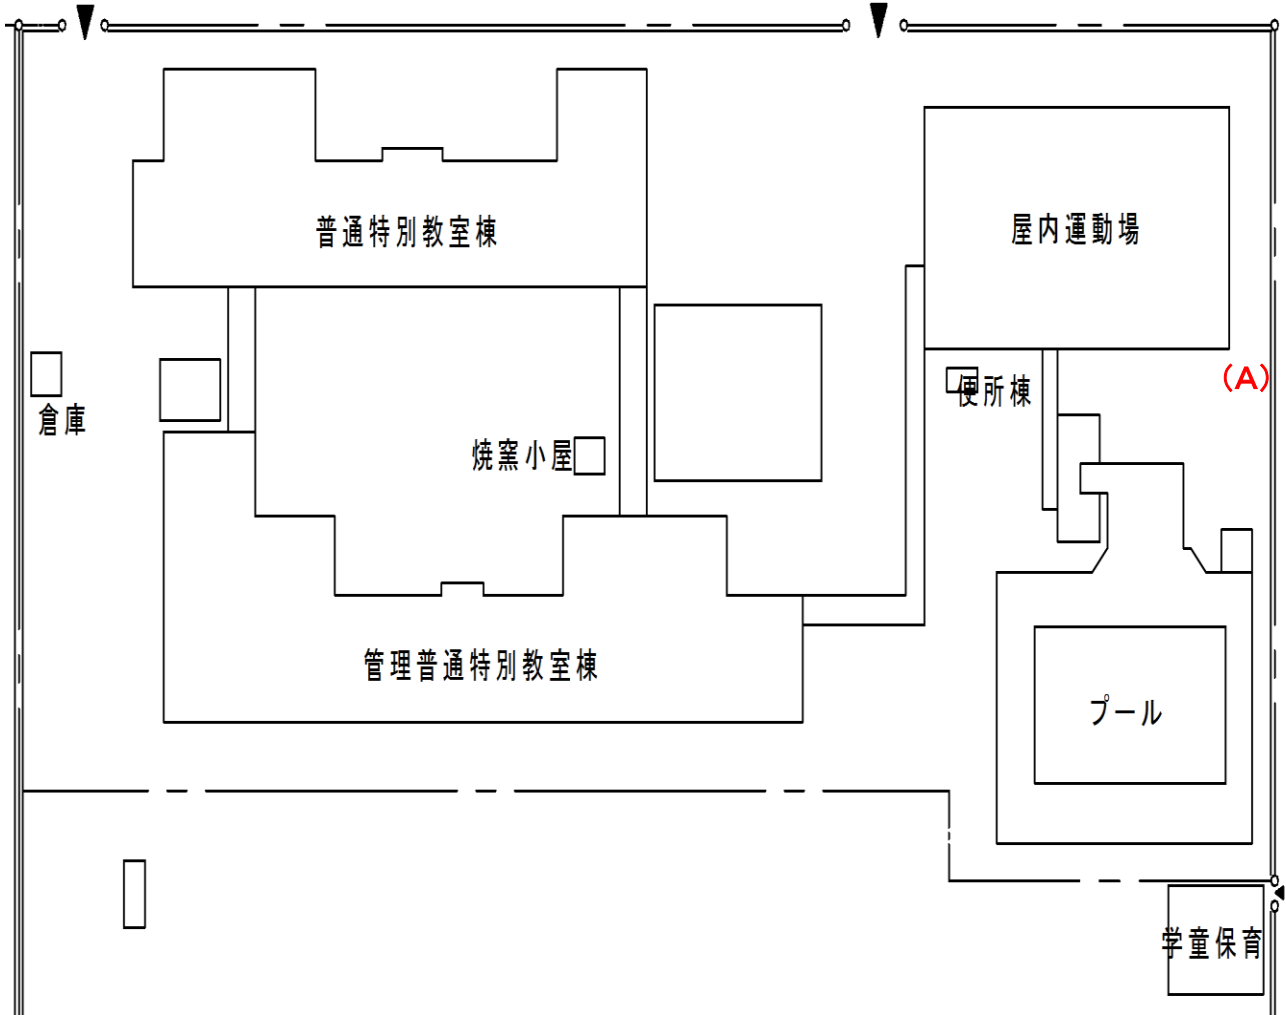 普通特別教室棟
屋内運動場
(A)
便所棟
倉庫
焼窯小屋
管理普通特別教室棟
プール
学童保育